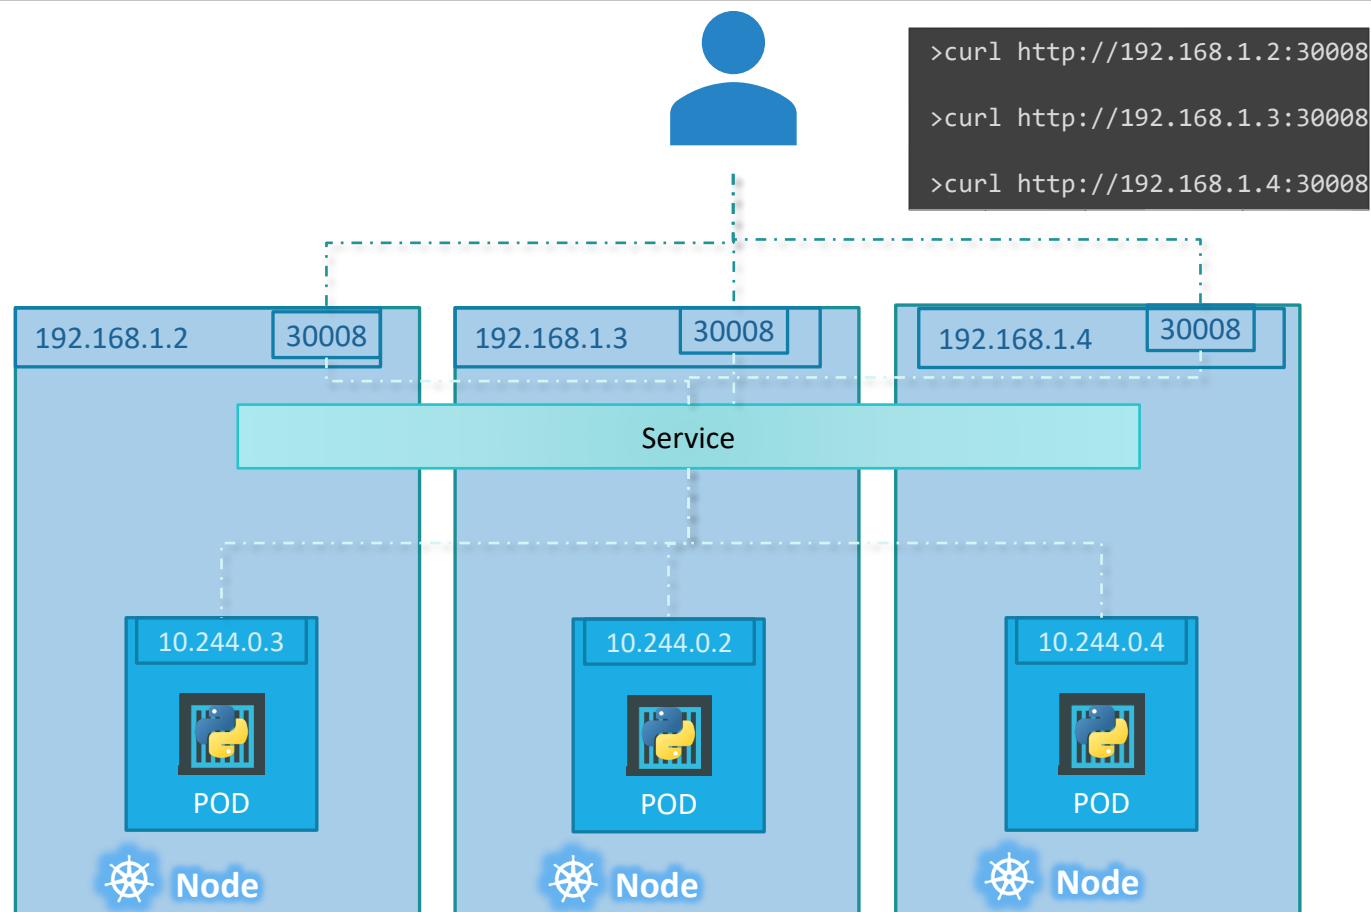 >curl http://192.168.1.2:30008
>curl http://192.168.1.3:30008
>curl http://192.168.1.4:30008
192.168.1.2
30008
192.168.1.3
30008
192.168.1.4
30008
Service
10.244.0.3
10.244.0.2
10.244.0.4
POD
POD
POD
Node
Node
Node